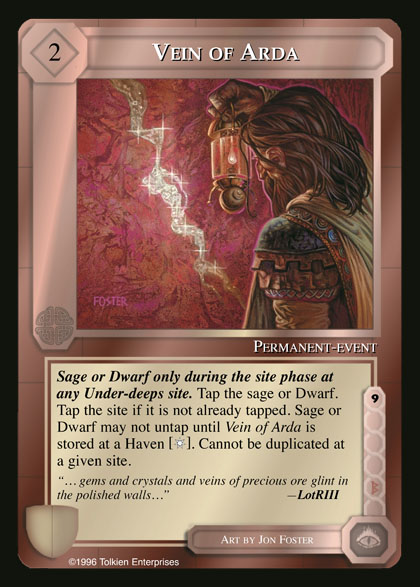 2
VEIN OF ARDA
FOSTER
PERMANENT-EVENT
Sage or Dwarf only during the site phase at
any Under-deeps site. Tap the sage or Dwarf.
Tap the site if it is not already tapped. Sage or
Dwarf may not untap until Vein of Arda is
stored at a Haven []. Cannot be duplicated at
a given site.
9
“… gems and crystals and veins of precious ore glint in
the polished walls…” —LotRIII
ART BY JON FOSTER
©1996 Tolkien Enterprises